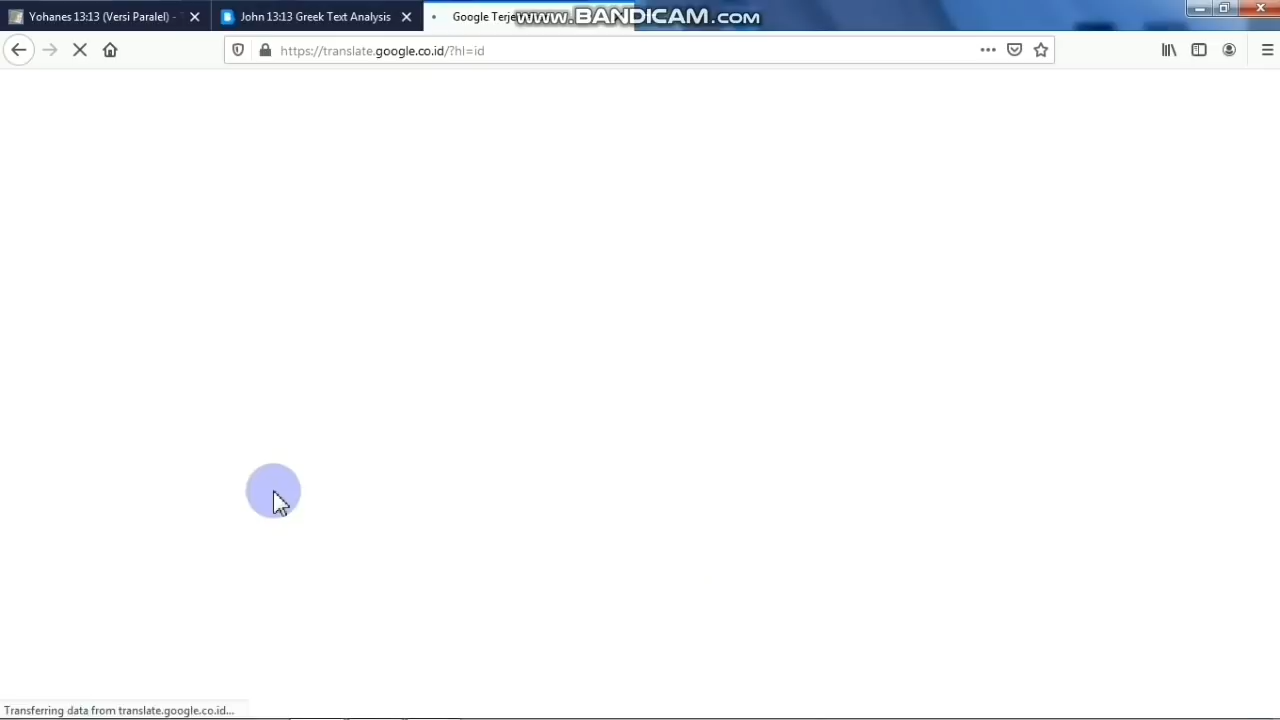 Yohanes 13:13 (Versi Paralel) -
John 13:13 Greek Text Analysis
Google Terje
www.BANDICAM.com
https://translate.google.co.id/?hl=id
Transferring data from translate.google.co.id...